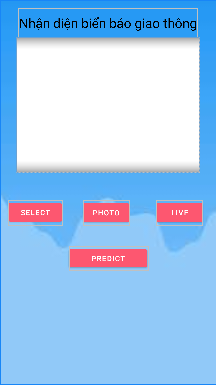 Nhận diện biển báo giao thông
SELECT
PHOTO
LIVE
PREDICT